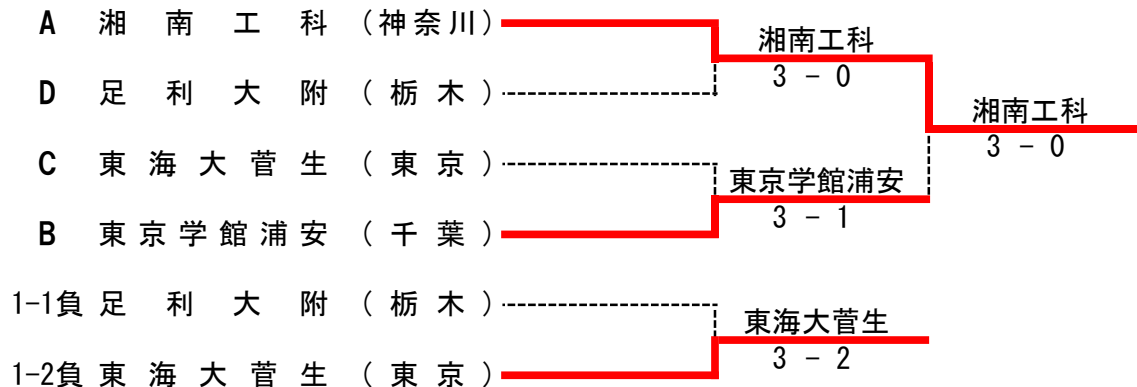 A 湘南工科 (神奈川)
湘南工科
3 - 0
D 足利大附 (栃木)
湘南工科
3 - 0
C 東海大菅生 (東京)
東京学館浦安
3 - 1
B 東京学館浦安 (千葉)
1-1負 足利大附 (栃木)
東海大菅生
3 - 2
1-2負 東海大菅生 (東京)